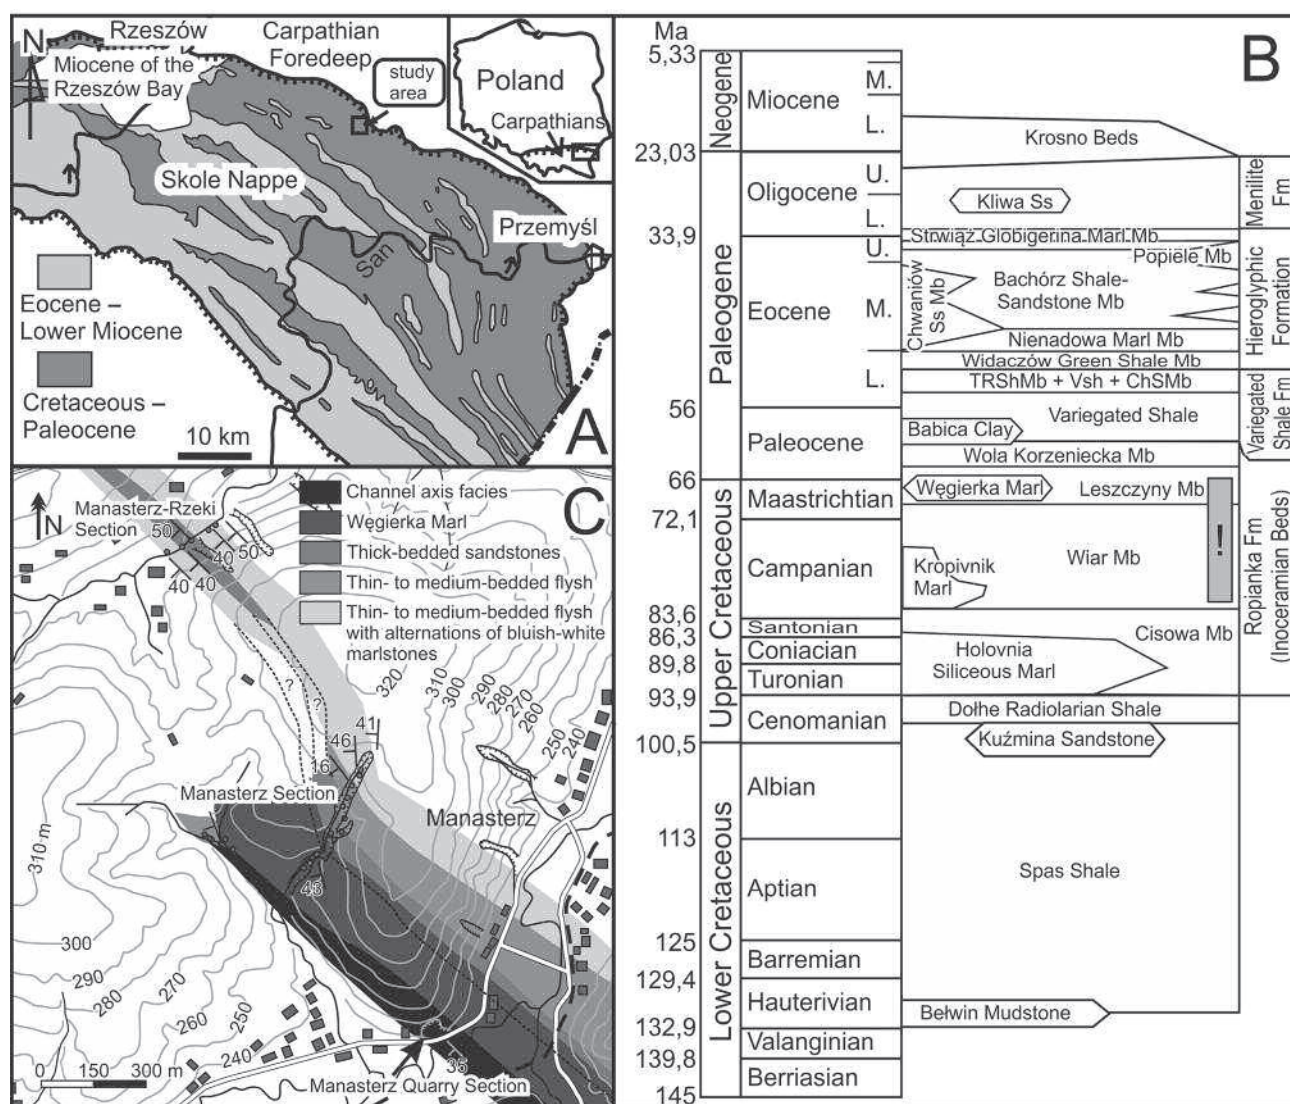 Rzeszów
Carpathian
Foredeep
N
Miocene of the
Rzeszów Bay
study
area
Poland
Carpathians
Skole Nappe
Przemyśl
San
Eocene –
Lower Miocene
Cretaceous –
Paleocene
10 km
A
C
Manasterz-Rzeki
Section
N
Channel axis facies
Węgierka Marl
Thick-bedded sandstones
Thin- to medium-bedded flysh
Thin- to medium-bedded flysh
with alternations of bluish-white
marlstones
50
40
50
40
40
?
?
320
310
300
290
280
270
260
250
240
41
46
16
Manasterz Section
Manasterz
43
310 m
300
290
280
270
260
250
240
35
0 150 300 m
Manasterz Quarry Section
B
Ma
5,33
23,03
33,9
56
66
72,1
83,6
86,3
89,8
93,9
100,5
113
125
129,4
132,9
139,8
145
Neogene
Paleogene
Upper Cretaceous
Lower Cretaceous
Miocene
M.
L.
Oligocene
U.
L.
Eocene
U.
M.
L.
Paleocene
Maastrichtian
Campanian
Santonian
Coniacian
Turonian
Cenomanian
Albian
Aptian
Barremian
Hauterivian
Valanginian
Berriasian
Krosno Beds
Kliwa Ss
Strwiąż Globigerina Marl Mb
Popiele Mb
Chwaniów
Ss Mb
Bachórz Shale-
Sandstone Mb
Nienadowa Marl Mb
Widaczów Green Shale Mb
TRShMb + Vsh + ChSMb
Variegated Shale
Babica Clay
Wola Korzeniecka Mb
Węgierka Marl
Leszczyny Mb
Wiar Mb
Kropivnik
Marl
!
Cisowa Mb
Holovnia
Siliceous Marl
Dołhe Radiolarian Shale
Kuźmina Sandstone
Spas Shale
Bełwin Mudstone
Menilite
Fm
Hieroglyphic
Formation
Variegated
Shale Fm
Ropianka Fm
(Inoceramian Beds)